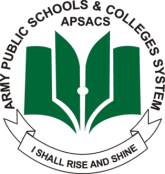 ARMY PUBLIC SCHOOLS & COLLEGES SYSTEM
APSACS
I SHALL RISE AND SHINE